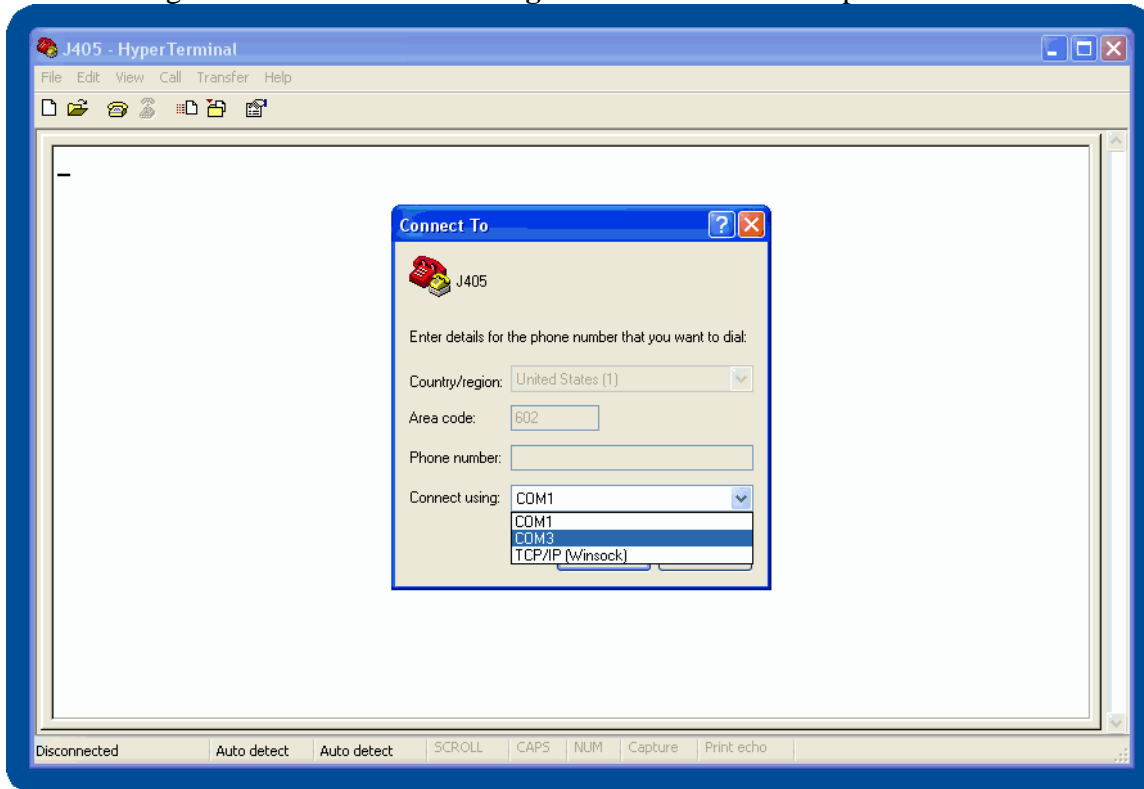 J405 - HyperTerminal
File Edit View Call Transfer Help
Connect To
J405
Enter details for the phone number that you want to dial:
Country/region: United States (1)
Area code: 602
Phone number:
Connect using: COM1
COM1
COM3
TCP/IP (Winsock)
Disconnected Auto detect Auto detect SCROLL CAPS NUM Capture Print echo